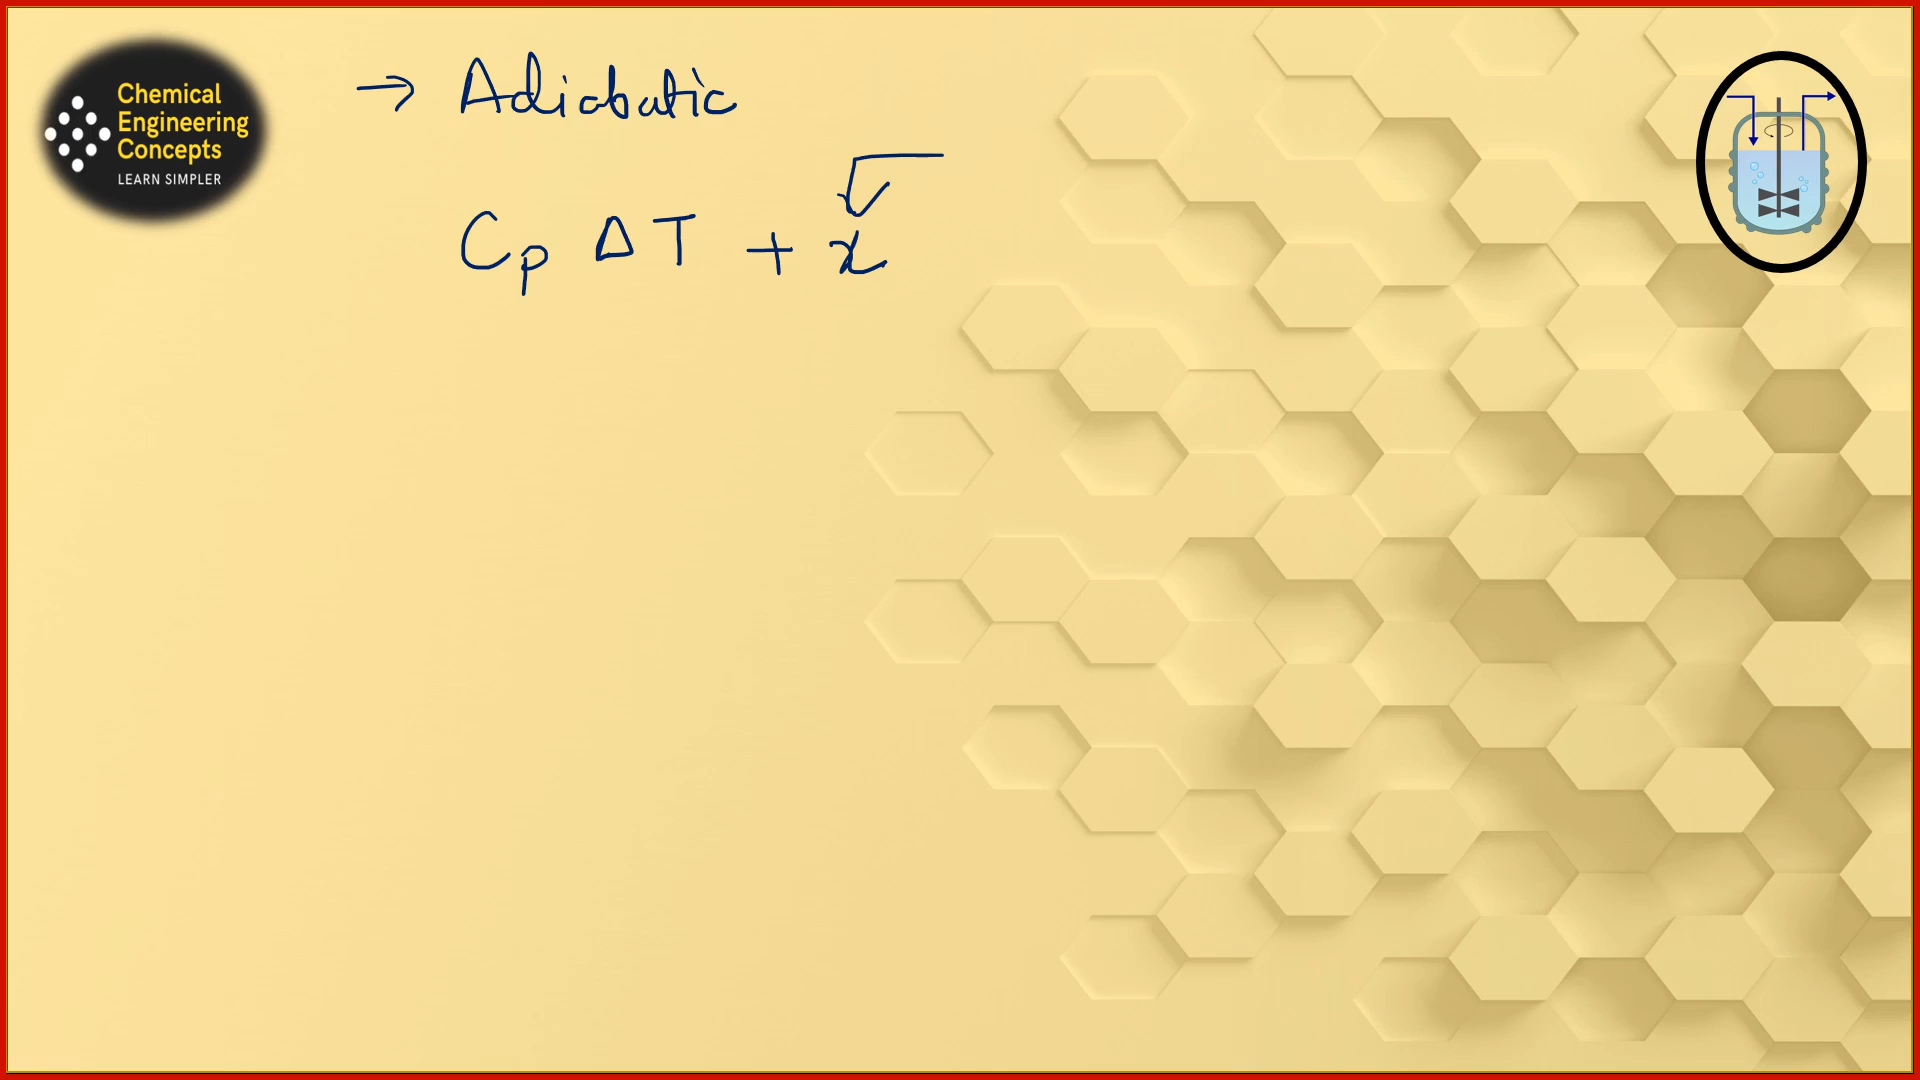 Chemical
Engineering
Concepts
LEARN SIMPLER
→ Adiabatic
Cp ΔT + x